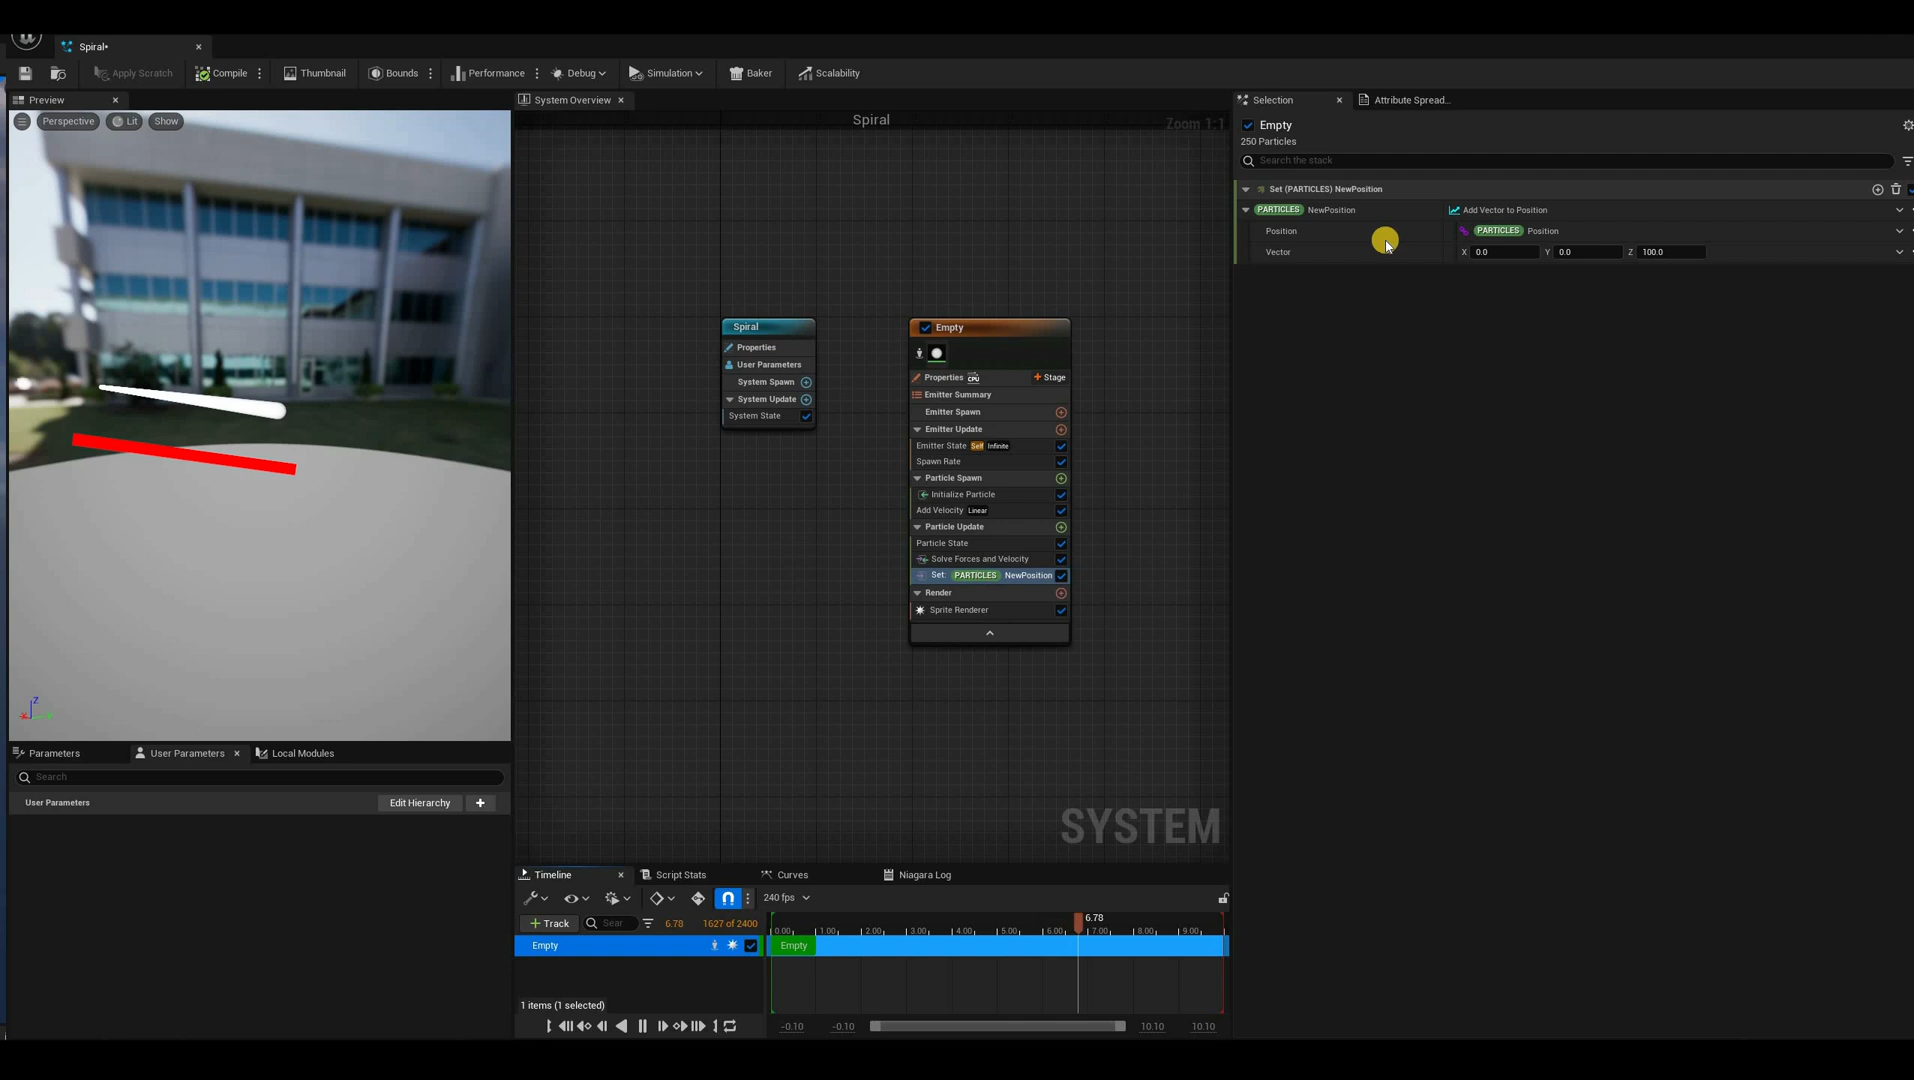 Spiral•
Apply Scratch
Compile
Thumbnail
Bounds
Performance
Debug
Simulation
Baker
Scalability
Preview
System Overview
Selection
Attribute Spread...
Perspective
Lit
Show
Spiral
Zoom 1:1
Empty
250 Particles
Search the stack
Set (PARTICLES) NewPosition
PARTICLES NewPosition
Add Vector to Position
Position
PARTICLES Position
Vector
X 0.0 Y 0.0 Z 100.0
Spiral
Properties
User Parameters
System Spawn
System Update
System State
Empty
Properties CPU + Stage
Emitter Summary
Emitter Spawn
Emitter Update
Emitter State Self Infinite
Spawn Rate
Particle Spawn
Initialize Particle
Add Velocity Linear
Particle Update
Particle State
Solve Forces and Velocity
Set: PARTICLES NewPosition
Render
Sprite Renderer
Z
X
SYSTEM
Parameters
User Parameters
Local Modules
Search
User Parameters
Edit Hierarchy
+
Timeline
Script Stats
Curves
Niagara Log
240 fps
+ Track
Sear
6.78
1627 of 2400
6.78
0.00 1.00 2.00 3.00 4.00 5.00 6.00 7.00 8.00 9.00
Empty
Empty
1 items (1 selected)
-0.10
-0.10
10.10
10.10